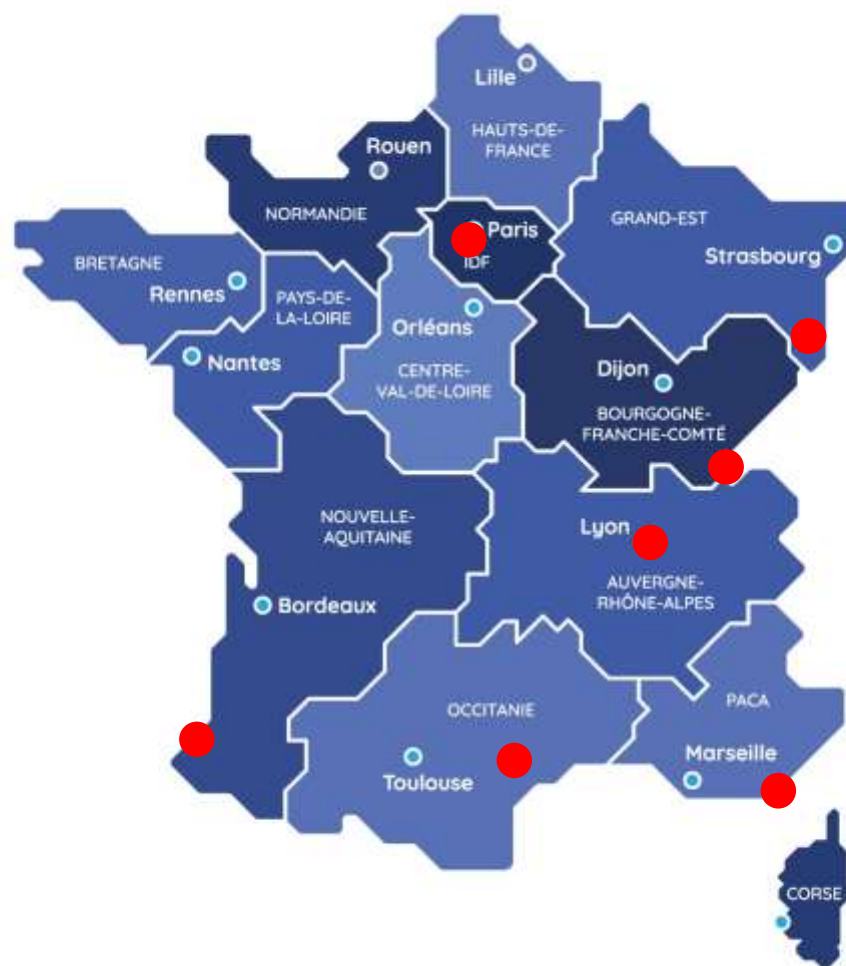 Lille
HAUTS-DE-
FRANCE
Rouen
NORMANDIE
Paris
IDF
GRAND-EST
Strasbourg
BRETAGNE
Rennes
PAYS-DE-
LA-LOIRE
Nantes
Orléans
CENTRE-
VAL-DE-LOIRE
Dijon
BOURGOGNE-
FRANCHE-COMTÉ
NOUVELLE-
AQUITAINE
Bordeaux
Lyon
AUVERGNE-
RHÔNE-ALPES
OCCITANIE
Toulouse
PACA
Marseille
CORSE